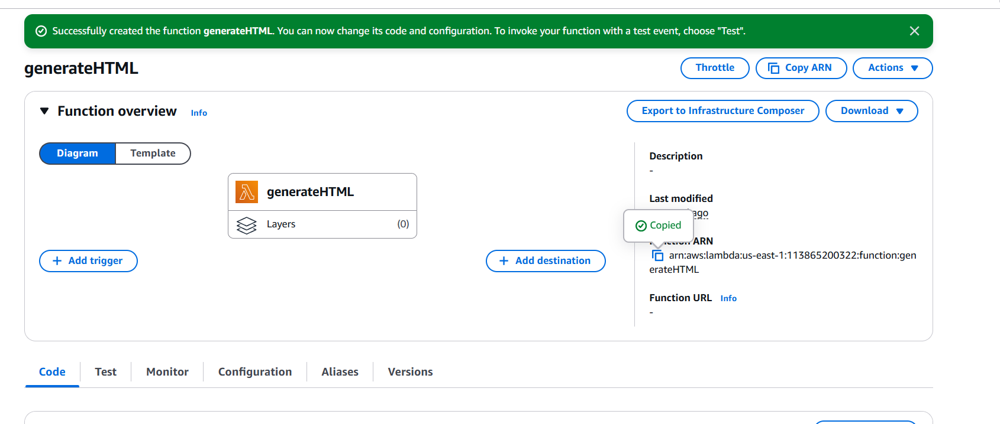 Successfully created the function generateHTML. You can now change its code and configuration. To invoke your function with a test event, choose "Test".
generateHTML
Throttle
Copy ARN
Actions
Function overview
Info
Export to Infrastructure Composer
Download
Diagram
Template
generateHTML
Layers
(0)
Add trigger
Add destination
Description
-
Last modified
ago
Copied
ARN
arn:aws:lambda:us-east-1:113865200322:function:gen
erateHTML
Function URL
Info
-
Code
Test
Monitor
Configuration
Aliases
Versions